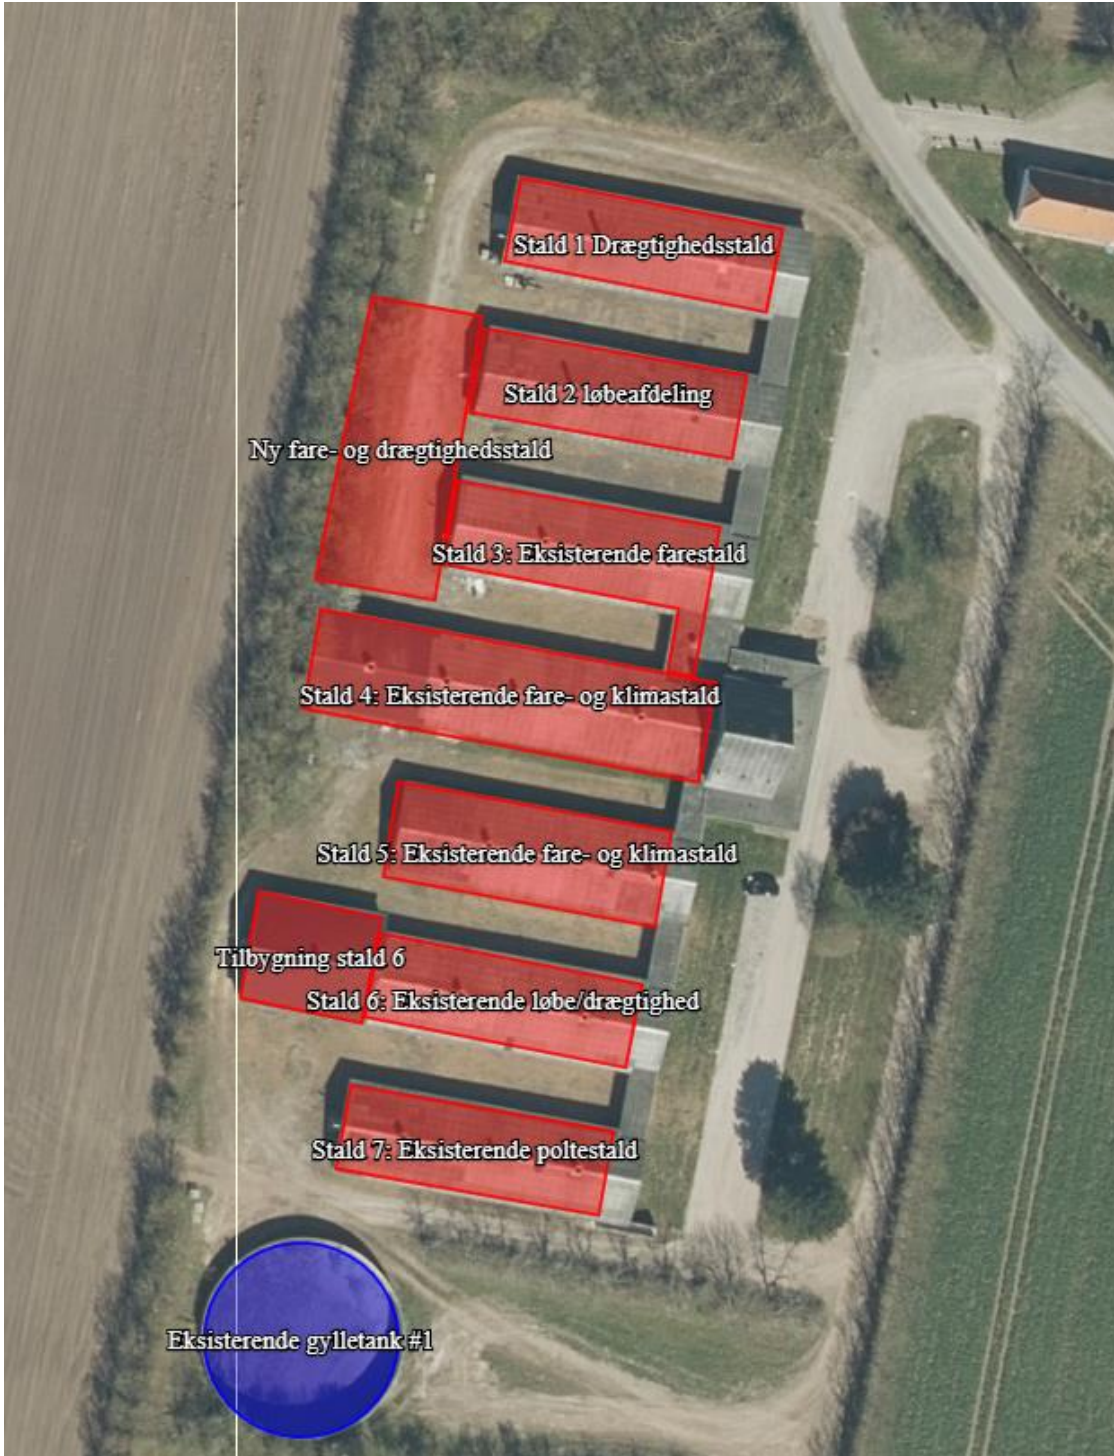 Stald 1 Drægtighedsstald
Stald 2 løbeafdeling
Ny fare- og drægtighedsstald
Stald 3: Eksisterende farestald
Stald 4: Eksisterende fare- og klimastald
Stald 5: Eksisterende fare- og klimastald
Tilbygning stald 6
Stald 6: Eksisterende løbe/drægtighed
Stald 7: Eksisterende poltestald
Eksisterende gylletank #1